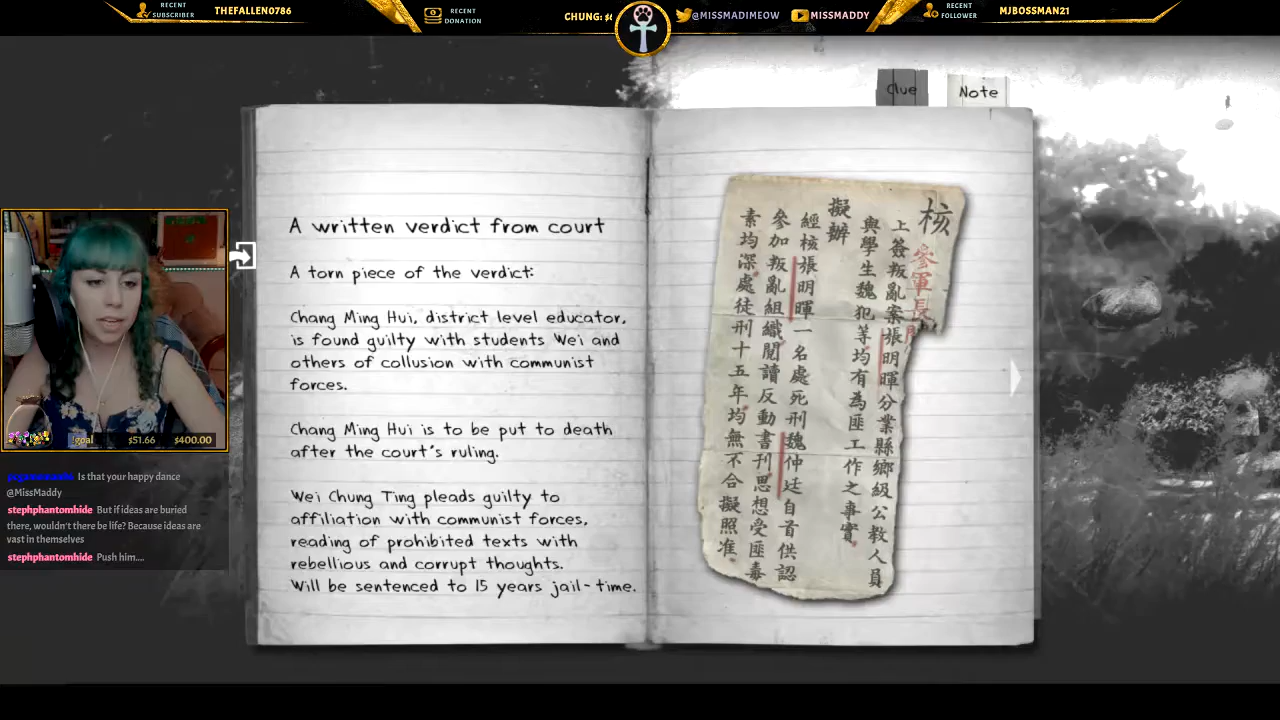 RECENT
SUBSCRIBER
THEFALLEN0786
RECENT
DONATION
CHUNG: $
@MISSMADIMEOW
MISSMADDY
RECENT
FOLLOWER
MJBOSSMAN21
Clue
Note
A written verdict from court
A torn piece of the verdict:
Chang Ming Hui, district level educator,
is found guilty with students Wei and
others of collusion with communist
forces.
Chang Ming Hui is to be put to death
after the court's ruling.
Wei Chung Ting pleads guilty to
affiliation with communist forces,
reading of prohibited texts with
rebellious and corrupt thoughts.
Will be sentenced to 15 years jail-time.
核
參軍長
上簽叛亂案張明暉分業縣鄉級公教人員
與學生魏犯等均有為匪工作之事實
擬辦
經核張明暉一名處死刑魏仲廷自首供認
參加叛亂組織閱讀反動書刊思想受匪毒
素均深處徒刑十五年均無不合擬照准
!goal
$51.66
$400.00
Is that your happy dance
@MissMaddy
stephphantomhide But if ideas are buried
there, wouldn't there be life? Because ideas are
vast in themselves
stephphantomhide Push him....